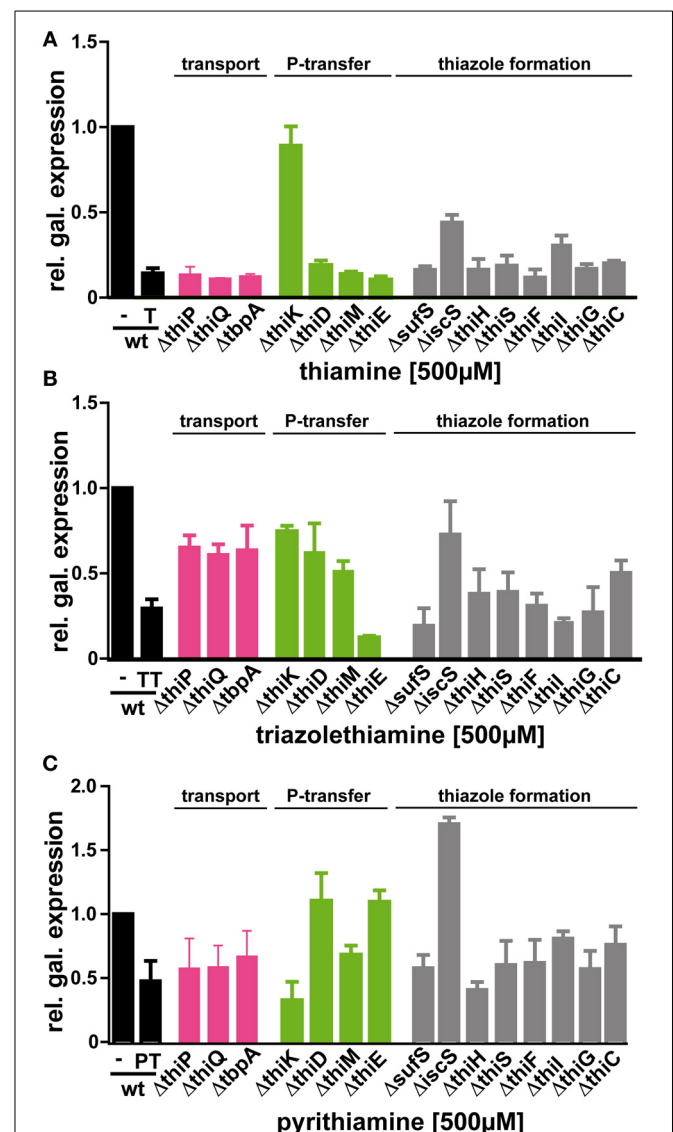 A
rel. gal. expression
1.5
1.0
0.5
0
transport P-transfer thiazole formation
- T ΔthiP ΔthiQ ΔtbpA ΔthiK ΔthiD ΔthiM ΔthiE ΔsufS ΔiscS ΔthiH ΔthiS ΔthiF ΔthiI ΔthiG ΔthiC
wt
thiamine [500µM]
B
rel. gal. expression
1.5
1.0
0.5
0
transport P-transfer thiazole formation
- TT ΔthiP ΔthiQ ΔtbpA ΔthiK ΔthiD ΔthiM ΔthiE ΔsufS ΔiscS ΔthiH ΔthiS ΔthiF ΔthiI ΔthiG ΔthiC
wt
triazolethiamine [500µM]
C
rel. gal. expression
2.0
1.5
1.0
0.5
0
transport P-transfer thiazole formation
- PT ΔthiP ΔthiQ ΔtbpA ΔthiK ΔthiD ΔthiM ΔthiE ΔsufS ΔiscS ΔthiH ΔthiS ΔthiF ΔthiI ΔthiG ΔthiC
wt
pyrithiamine [500µM]